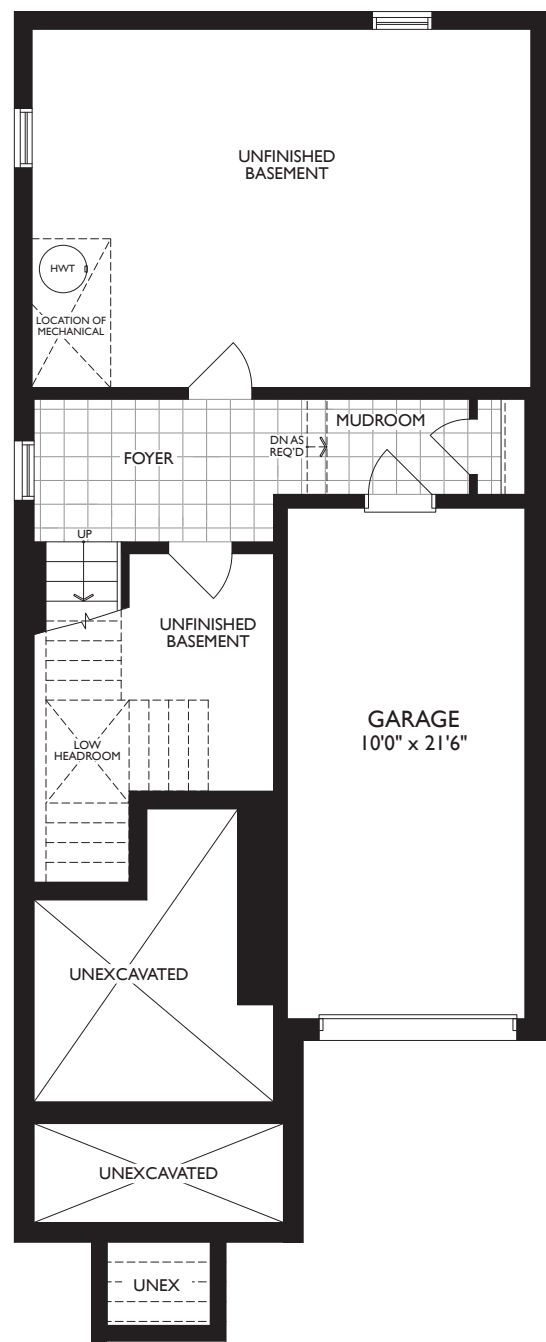 UNFINISHED
BASEMENT
HWT
LOCATION OF
MECHANICAL
MUDROOM
DN AS
REQ'D
FOYER
UP
UNFINISHED
BASEMENT
LOW
HEADROOM
GARAGE
10'0" x 21'6"
UNEXCAVATED
UNEXCAVATED
UNEX